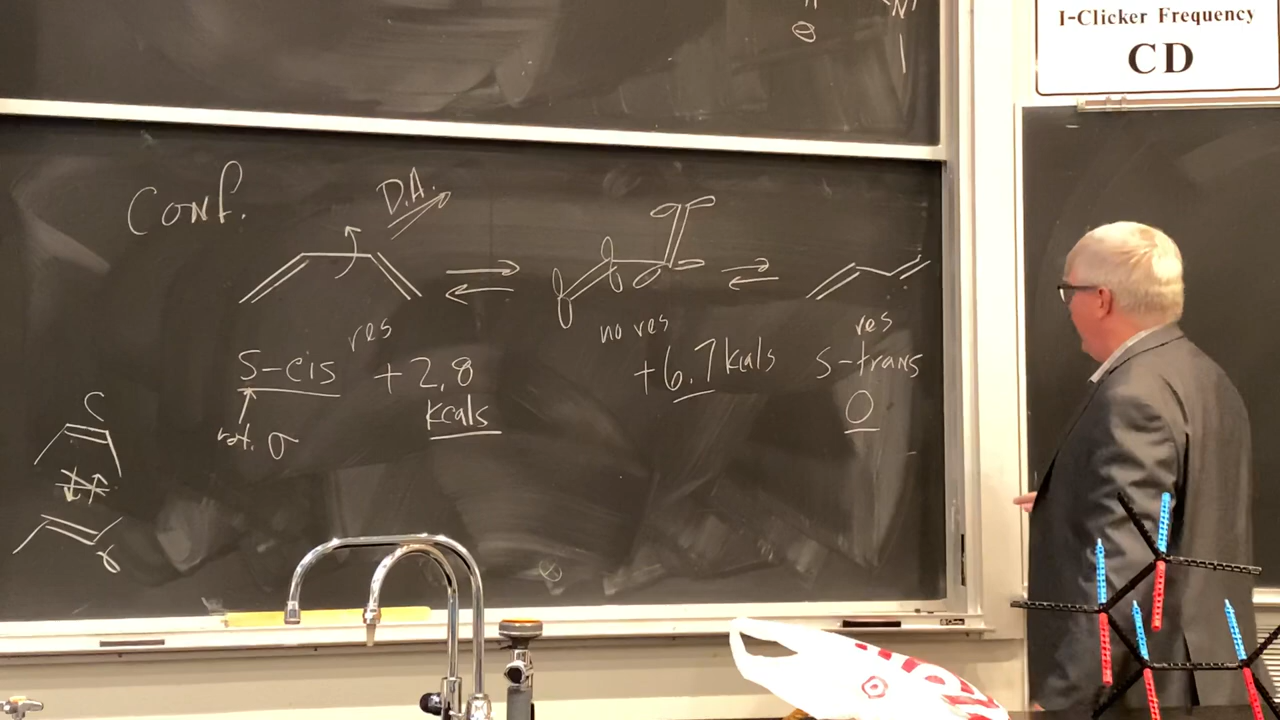 I-Clicker Frequency
CD
N
Θ
Conf.
D.A.
res
no res
res
S-cis
+2.8
kcals
+6.7 kcals
S-trans
0
rot. σ
C